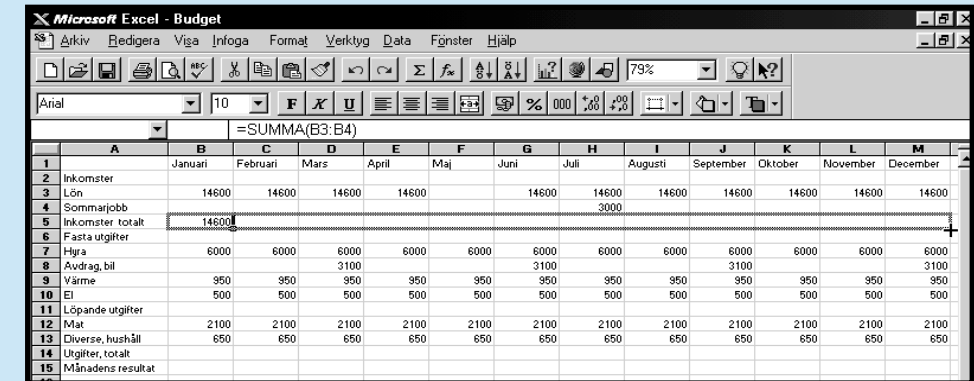 Microsoft Excel - Budget
Arkiv Redigera Visa Infoga Format Verktyg Data Fönster Hjälp
79%
Arial 10 F K U % 000
=SUMMA(B3:B4)
A B C D E F G H I J K L M
1 Januari Februari Mars April Maj Juni Juli Augusti September Oktober November December
2 Inkomster
3 Lön 14600 14600 14600 14600 14600 14600 14600 14600 14600 14600 14600
4 Sommarjobb 3000
5 Inkomster totalt 14600
6 Fasta utgifter
7 Hyra 6000 6000 6000 6000 6000 6000 6000 6000 6000 6000 6000 6000
8 Avdrag, bil 3100 3100 3100 3100
9 Värme 950 950 950 950 950 950 950 950 950 950 950 950
10 El 500 500 500 500 500 500 500 500 500 500 500 500
11 Löpande utgifter
12 Mat 2100 2100 2100 2100 2100 2100 2100 2100 2100 2100 2100 2100
13 Diverse, hushåll 650 650 650 650 650 650 650 650 650 650 650 650
14 Utgifter, totalt
15 Månadens resultat